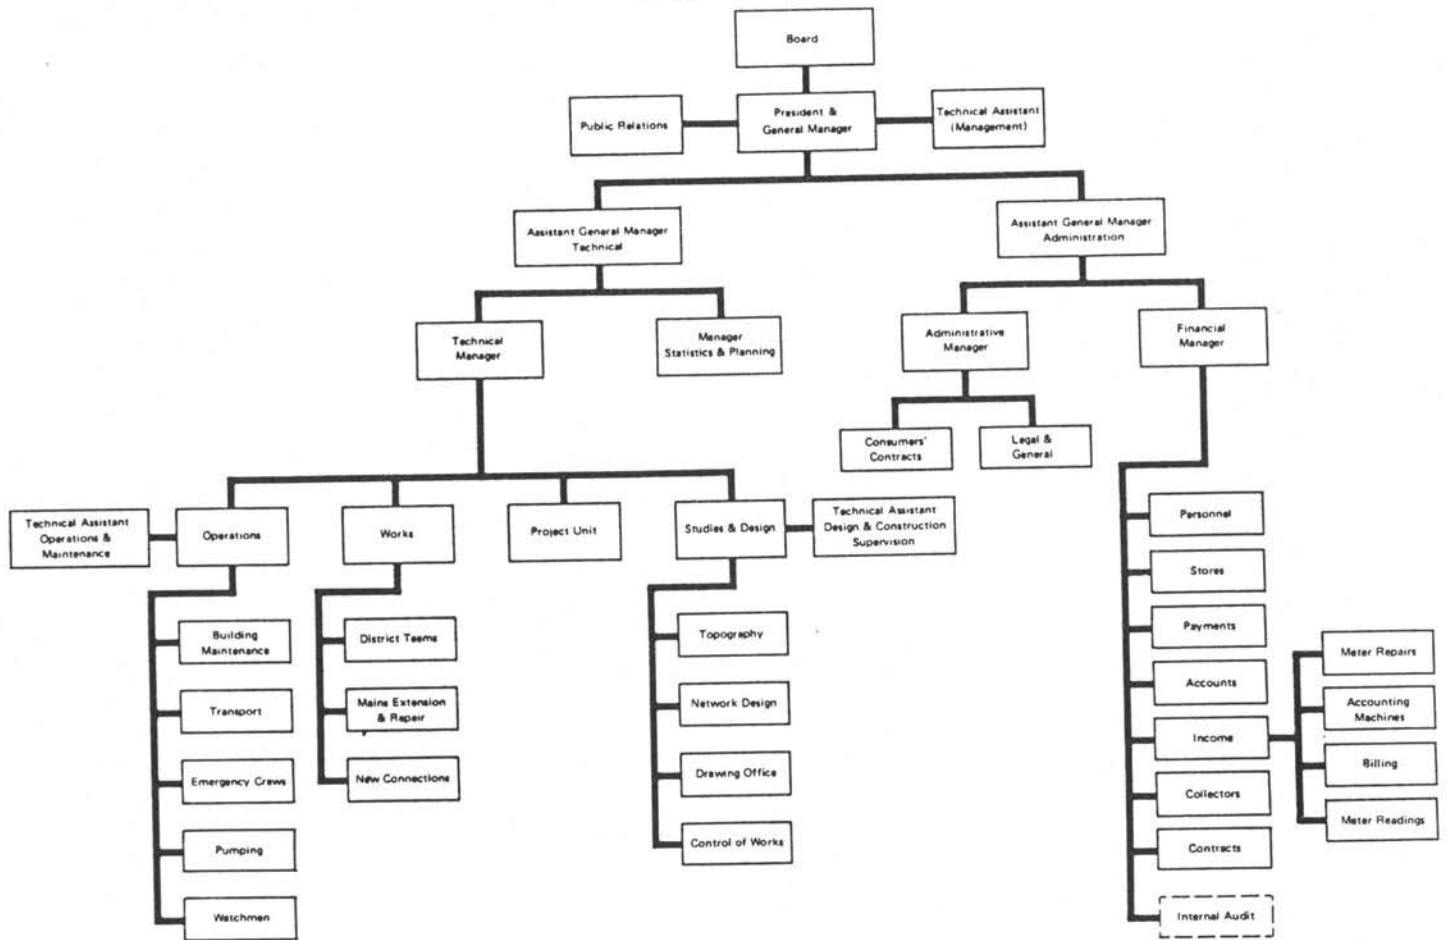 Board
Public Relations
President &
General Manager
Technical Assistant
(Management)
Assistant General Manager
Technical
Assistant General Manager
Administration
Technical
Manager
Manager
Statistics & Planning
Administrative
Manager
Financial
Manager
Consumers'
Contracts
Legal &
General
Technical Assistant
Operations &
Maintenance
Operations
Works
Project Unit
Studies & Design
Technical Assistant
Design & Construction
Supervision
Building
Maintenance
Transport
Emergency Crews
Pumping
Watchmen
District Teams
Mains Extension
& Repair
New Connections
Topography
Network Design
Drawing Office
Control of Works
Personnel
Stores
Payments
Accounts
Income
Collectors
Contracts
Internal Audit
Meter Repairs
Accounting
Machines
Billing
Meter Readings